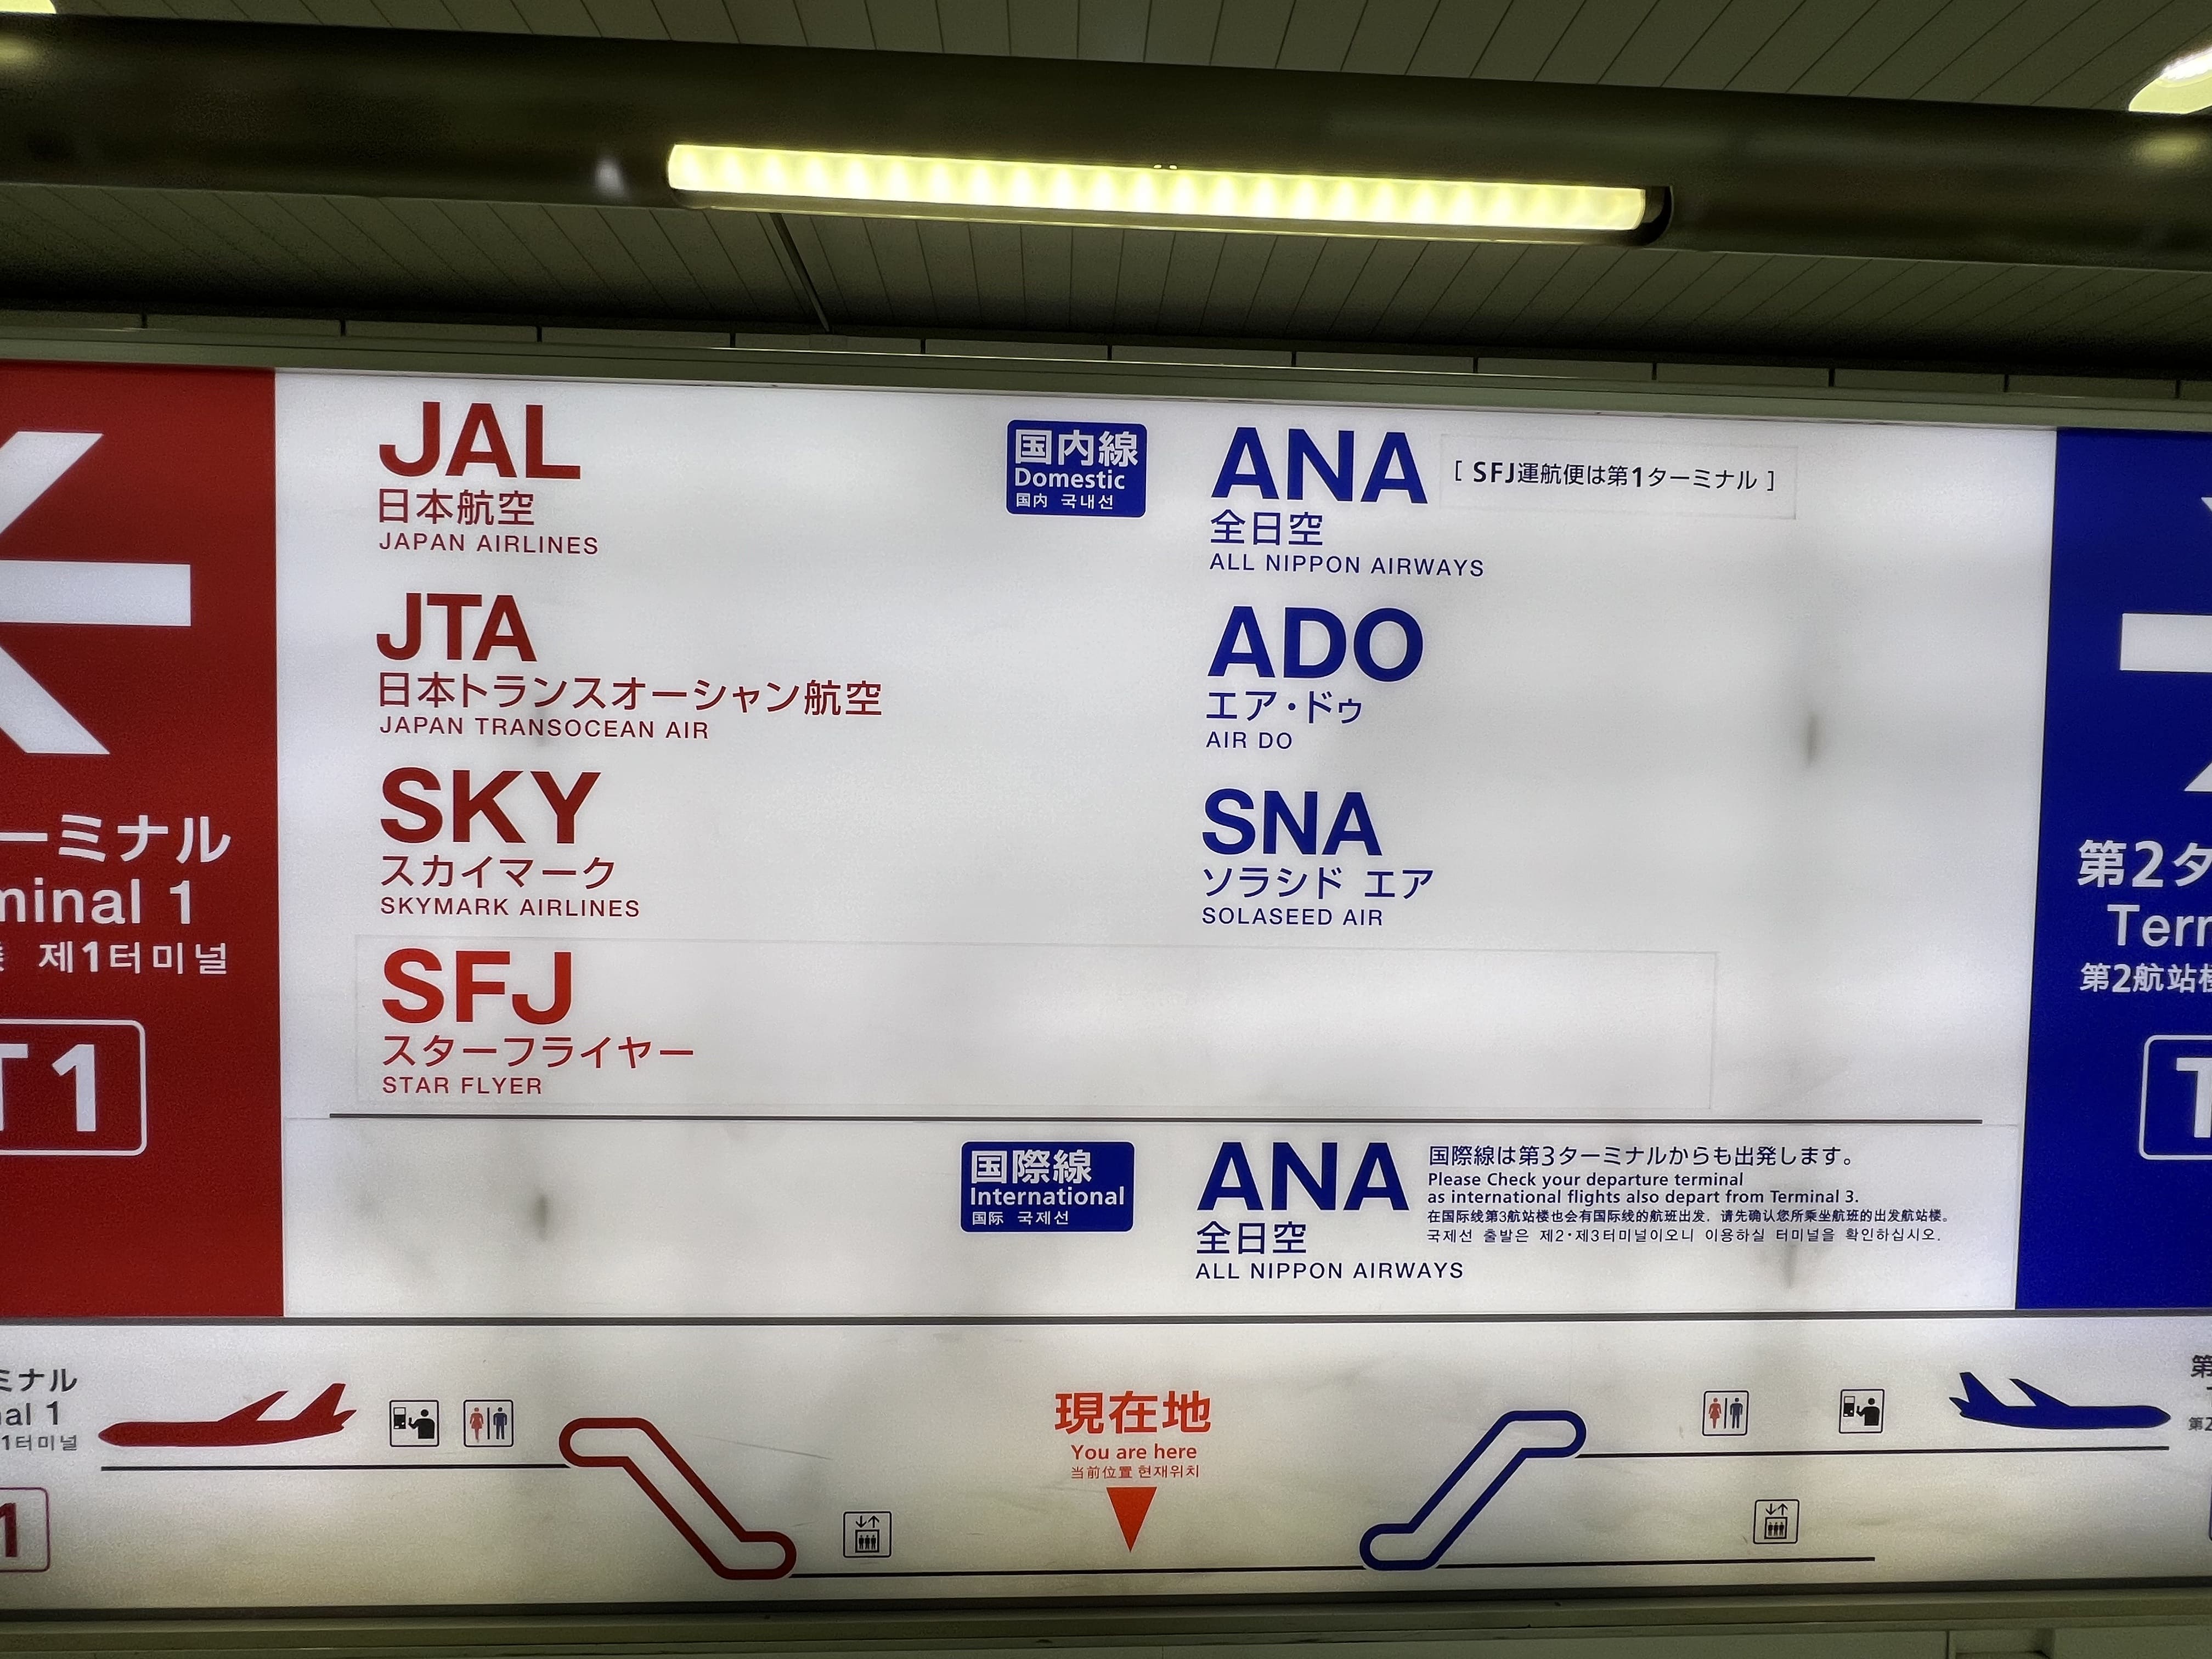 ーミナル
minal 1
제1터미널
T1
JAL
日本航空
JAPAN AIRLINES
JTA
日本トランスオーシャン航空
JAPAN TRANSOCEAN AIR
SKY
スカイマーク
SKYMARK AIRLINES
SFJ
スターフライヤー
STAR FLYER
国内線
Domestic
国内 국내선
ANA [ SFJ運航便は第1ターミナル ]
全日空
ALL NIPPON AIRWAYS
ADO
エア・ドゥ
AIR DO
SNA
ソラシド エア
SOLASEED AIR
国際線
International
国际 국제선
ANA
全日空
ALL NIPPON AIRWAYS
国際線は第3ターミナルからも出発します。
Please Check your departure terminal
as international flights also depart from Terminal 3.
在国际线第3航站楼也会有国际线的航班出发，请先确认您所乘坐航班的出发航站楼。
국제선 출발은 제2・제3터미널이오니 이용하실 터미널을 확인하십시오.
第2タ
Terr
第2航站楼
T
ミナル
nal 1
1터미널
1
現在地
You are here
当前位置 현재위치
第
第2